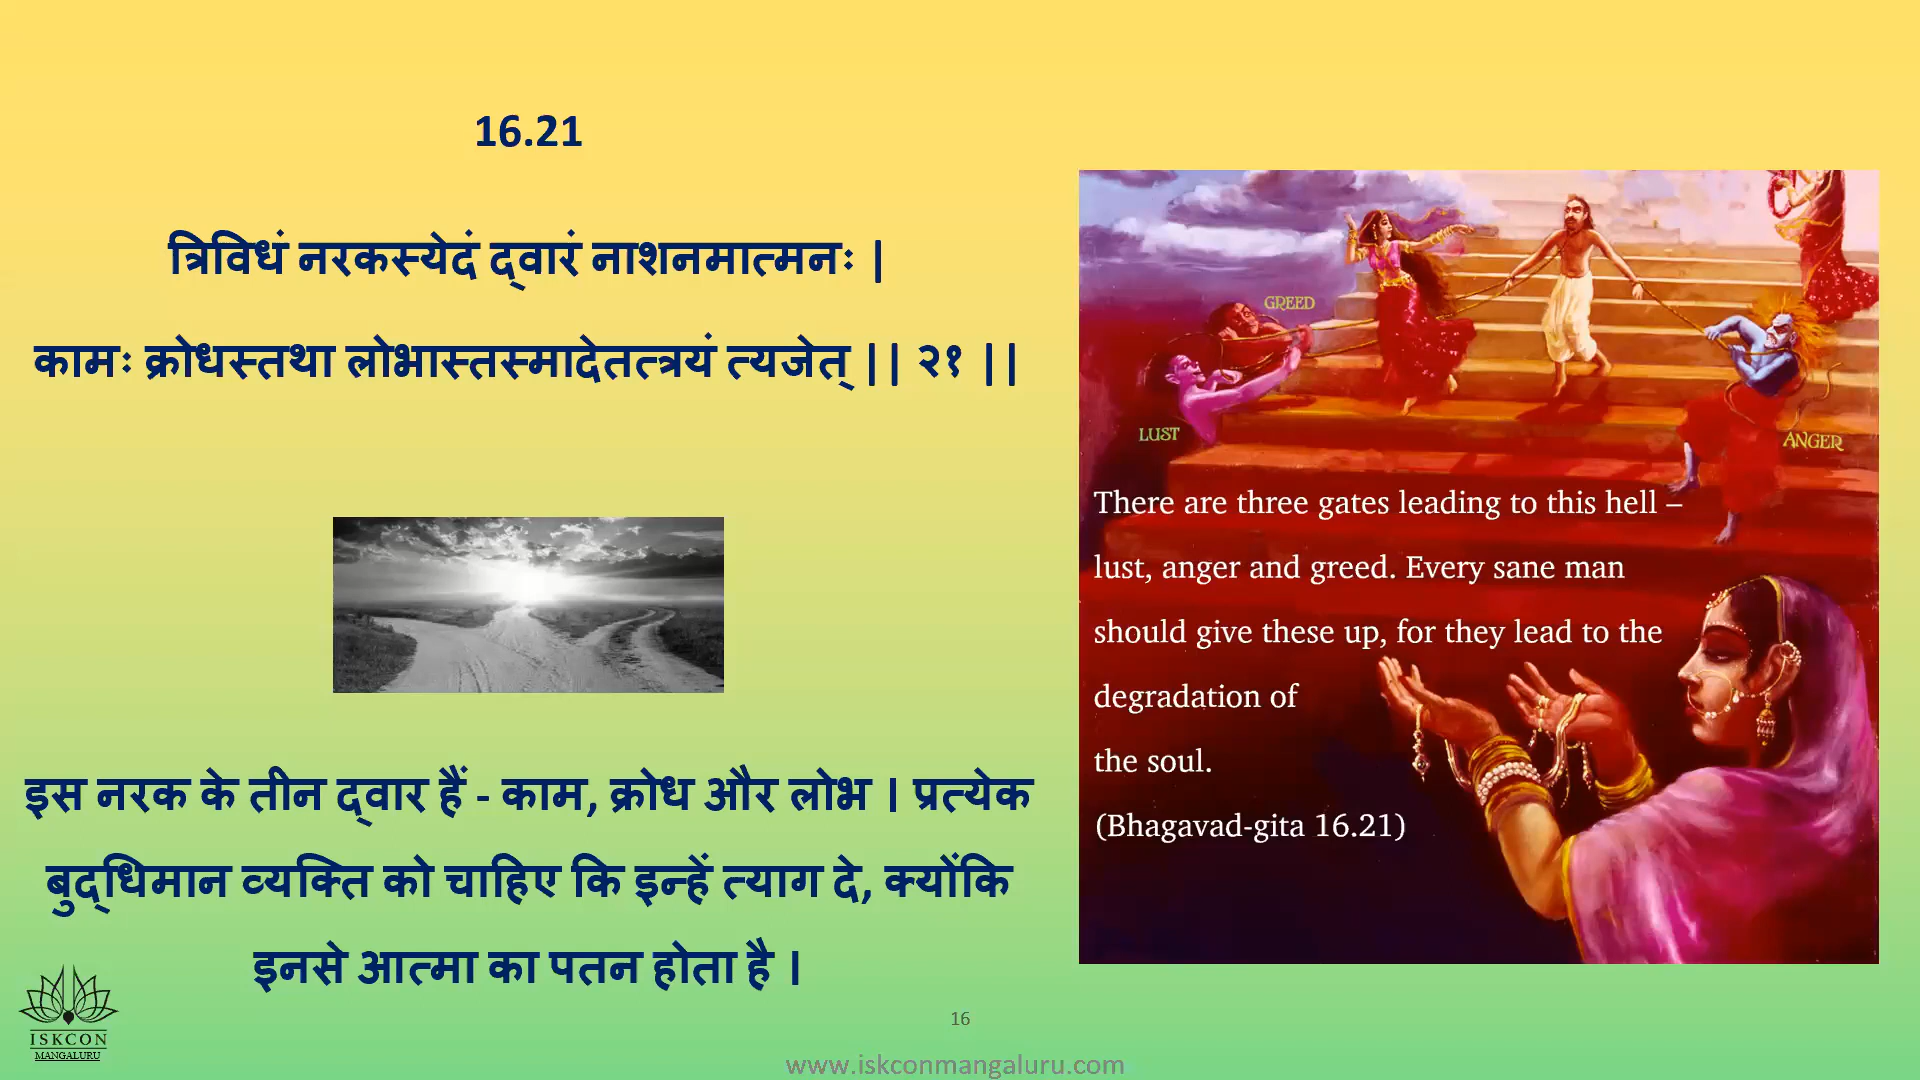 16.21
त्रिविधं नरकस्येदं द्वारं नाशनमात्मनः |
कामः क्रोधस्तथा लोभास्तस्मादेतत्त्रयं त्यजेत् || २१ ||
इस नरक के तीन द्वार हैं - काम, क्रोध और लोभ । प्रत्येक
बुद्धिमान व्यक्ति को चाहिए कि इन्हें त्याग दे, क्योंकि
इनसे आत्मा का पतन होता है ।
GREED
LUST
ANGER
There are three gates leading to this hell –
lust, anger and greed. Every sane man
should give these up, for they lead to the
degradation of
the soul.
(Bhagavad-gita 16.21)
ISKCON
MANGALURU
16
www.iskconmangaluru.com